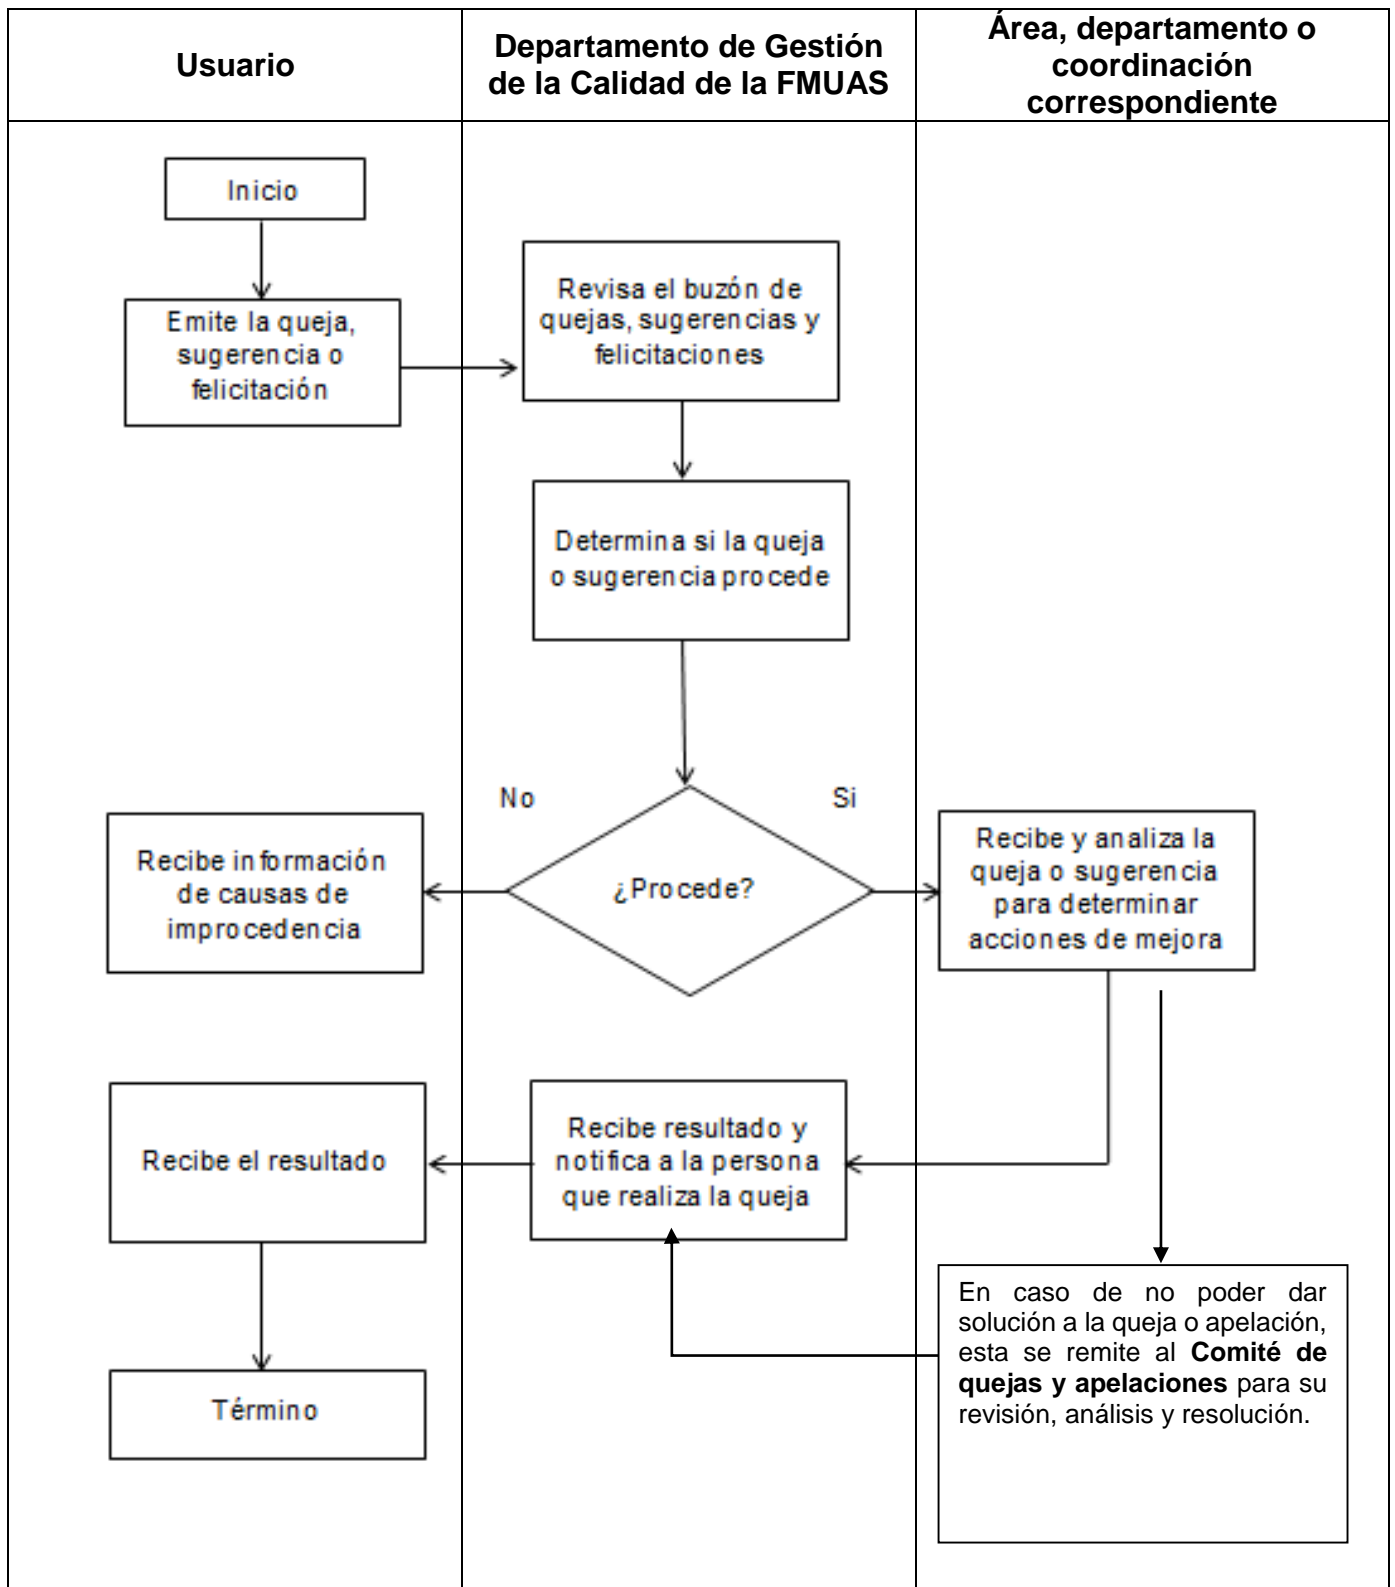 Usuario
Departamento de Gestión
de la Calidad de la FMUAS
Área, departamento o
coordinación
correspondiente
Inicio
Emite la queja,
sugerencia o
felicitación
Revisa el buzón de
quejas, sugerencias y
felicitaciones
Determina si la queja
o sugerencia procede
No
Si
¿Procede?
Recibe información
de causas de
improcedencia
Recibe y analiza la
queja o sugerencia
para determinar
acciones de mejora
Recibe el resultado
Recibe resultado y
notifica a la persona
que realiza la queja
En caso de no poder dar
solución a la queja o apelación,
esta se remite al Comité de
quejas y apelaciones para su
revisión, análisis y resolución.
Término